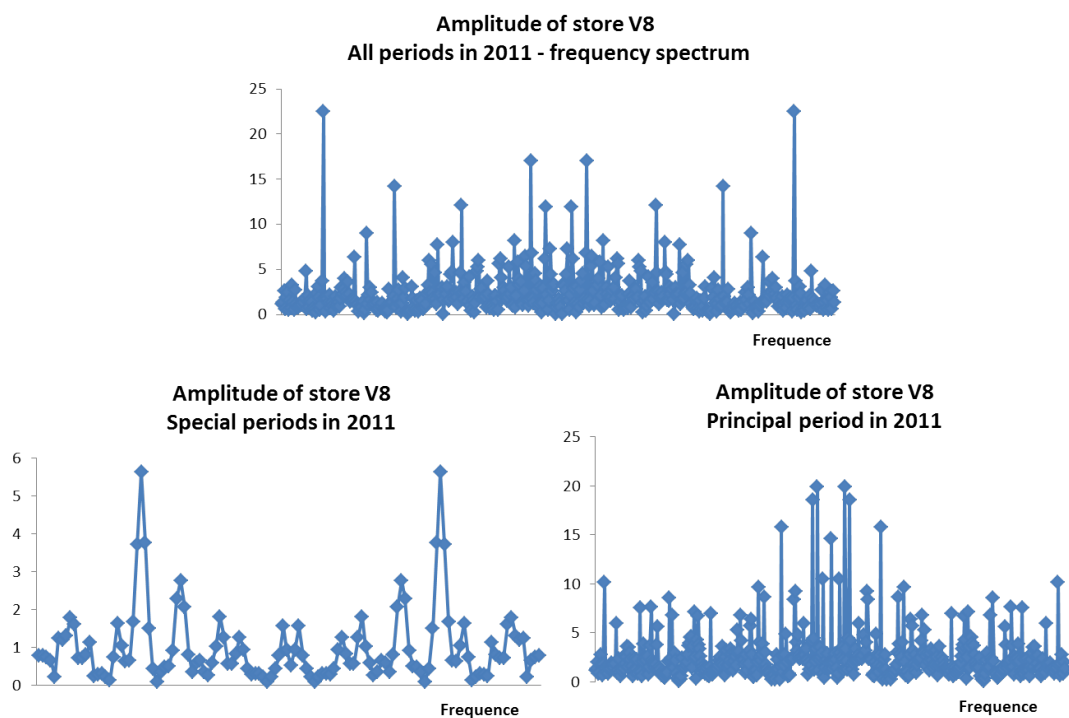 Amplitude of store V8
All periods in 2011 - frequency spectrum
25
20
15
10
5
0
Frequence
Amplitude of store V8
Special periods in 2011
6
5
4
3
2
1
0
Frequence
Amplitude of store V8
Principal period in 2011
25
20
15
10
5
0
Frequence